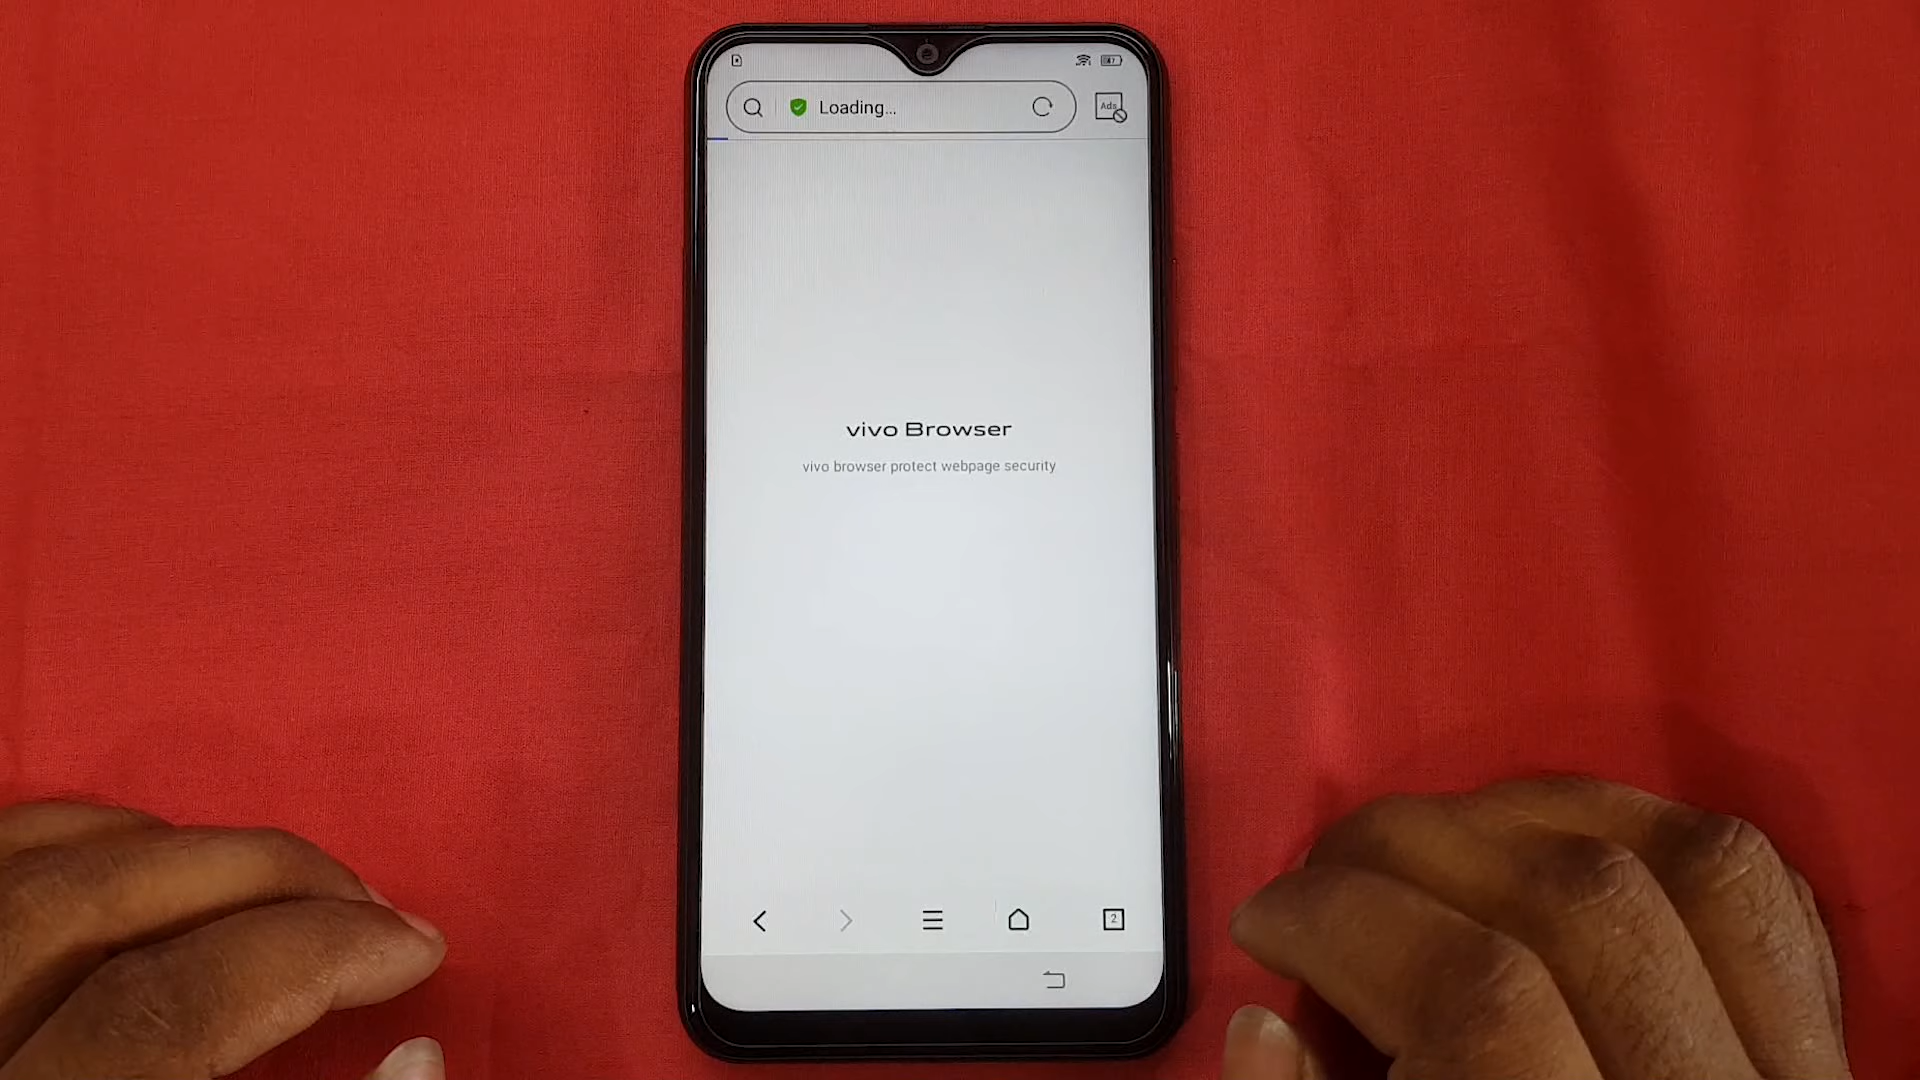 Loading...
Ads
vivo Browser
vivo browser protect webpage security
2